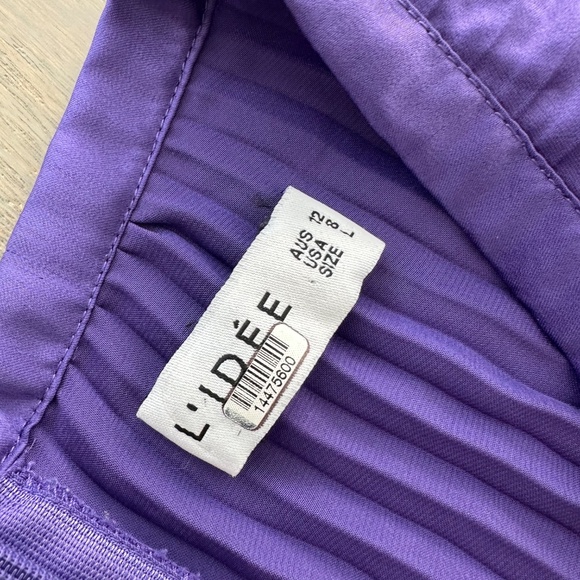 L'IDÉE
14475600
AUS 12
USA 8
SIZE L